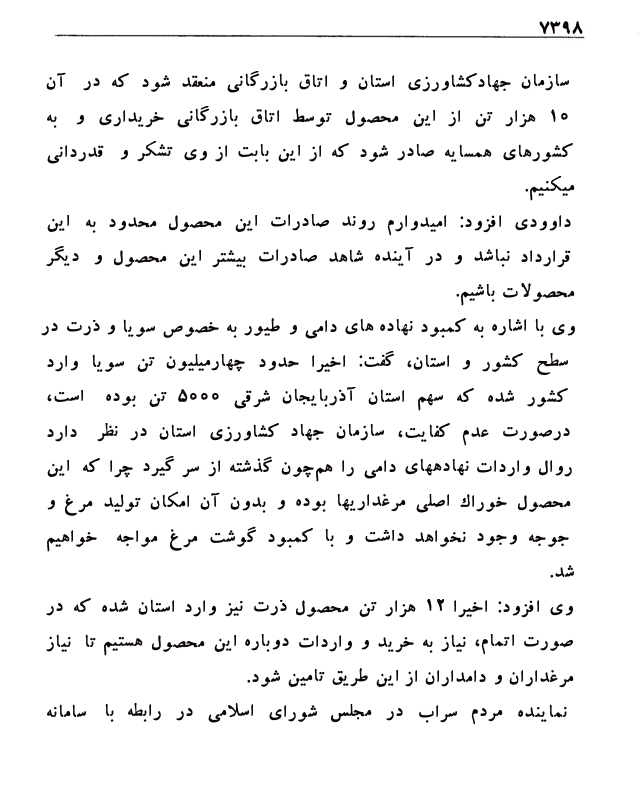 ۷۳۹۸
سازمان جهادکشاورزی استان و اتاق بازرگانی منعقد شود که در آن
۱۰ هزار تن از این محصول توسط اتاق بازرگانی خریداری و به
کشورهای همسایه صادر شود که از این بابت از وی تشکر و قدردانی
میکنیم.
داوودی افزود: امیدوارم روند صادرات این محصول محدود به این
قرارداد نباشد و در آینده شاهد صادرات بیشتر این محصول و دیگر
محصولات باشیم.
وی با اشاره به کمبود نهاده های دامی و طیور به خصوص سویا و ذرت در
سطح کشور و استان، گفت: اخیرا حدود چهارمیلیون تن سویا وارد
کشور شده که سهم استان آذربایجان شرقی ۵۰۰۰ تن بوده است،
درصورت عدم کفایت، سازمان جهاد کشاورزی استان در نظر دارد
روال واردات نهادههای دامی را هم‌چون گذشته از سر گیرد چرا که این
محصول خوراك اصلی مرغداریها بوده و بدون آن امکان تولید مرغ و
جوجه وجود نخواهد داشت و با کمبود گوشت مرغ مواجه خواهیم
شد.
وی افزود: اخیرا ۱۲ هزار تن محصول ذرت نیز وارد استان شده که در
صورت اتمام، نیاز به خرید و واردات دوباره این محصول هستیم تا نیاز
مرغداران و دامداران از این طریق تامین شود.
نماینده مردم سراب در مجلس شورای اسلامی در رابطه با سامانه